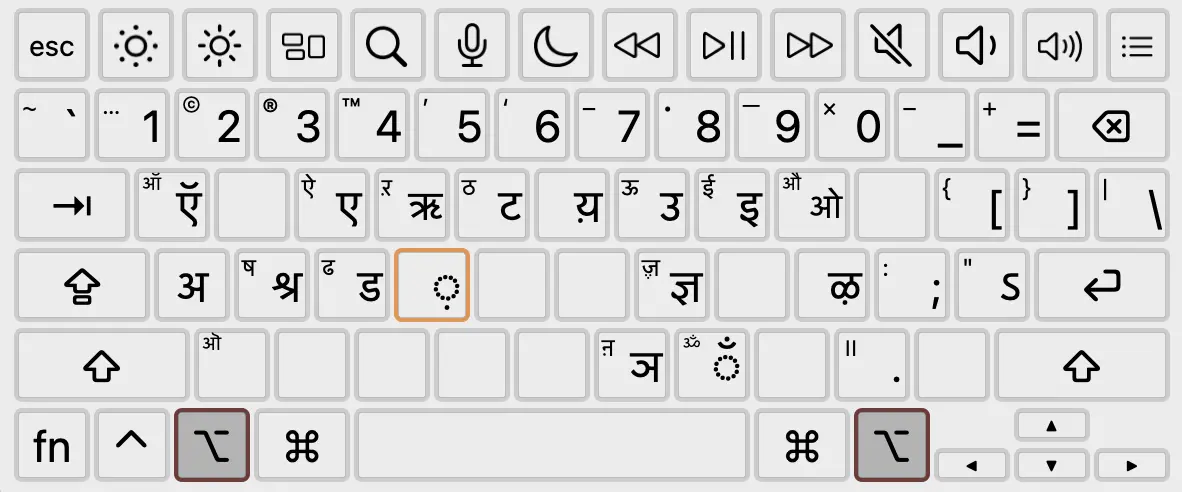 esc
~ ` … 1 © 2 ® 3 ™ 4 ′ 5 ‘ 6 – 7 · 8 — 9 × 0 – _ + =
ऑ ऍ ऐ ए ऱ ऋ ठ ट य़ ऊ उ ई इ औ ओ { [ } ] | \
अ ष श्र ढ ड ़ ज़्ञ ज्ञ ऴ : ; " ऽ
ऒ ऩ ञ ॐ ँ ॥ .
fn ^ ⌥ ⌘ ⌘ ⌥